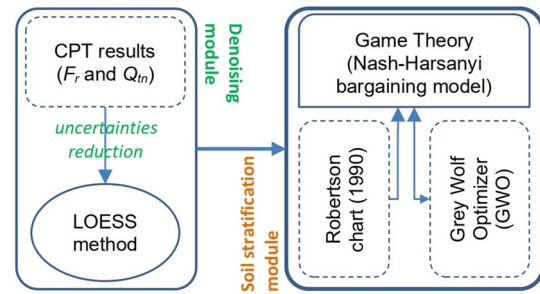 CPT results
(Fr and Qtn)
uncertainties
reduction
LOESS
method
Denoising
module
Soil stratification
module
Game Theory
(Nash-Harsanyi
bargaining model)
Robertson
chart (1990)
Grey Wolf
Optimizer
(GWO)